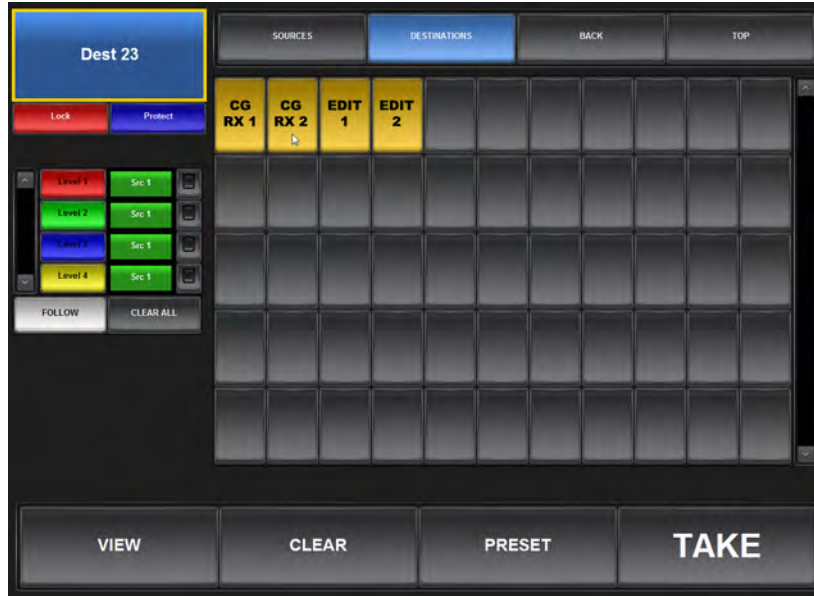 Dest 23
SOURCES
DESTINATIONS
BACK
TOP
Lock
Protect
CG
RX 1
CG
RX 2
EDIT
1
EDIT
2
Level 1
Src 1
Level 2
Src 1
Level 3
Src 1
Level 4
Src 1
FOLLOW
CLEAR ALL
VIEW
CLEAR
PRESET
TAKE